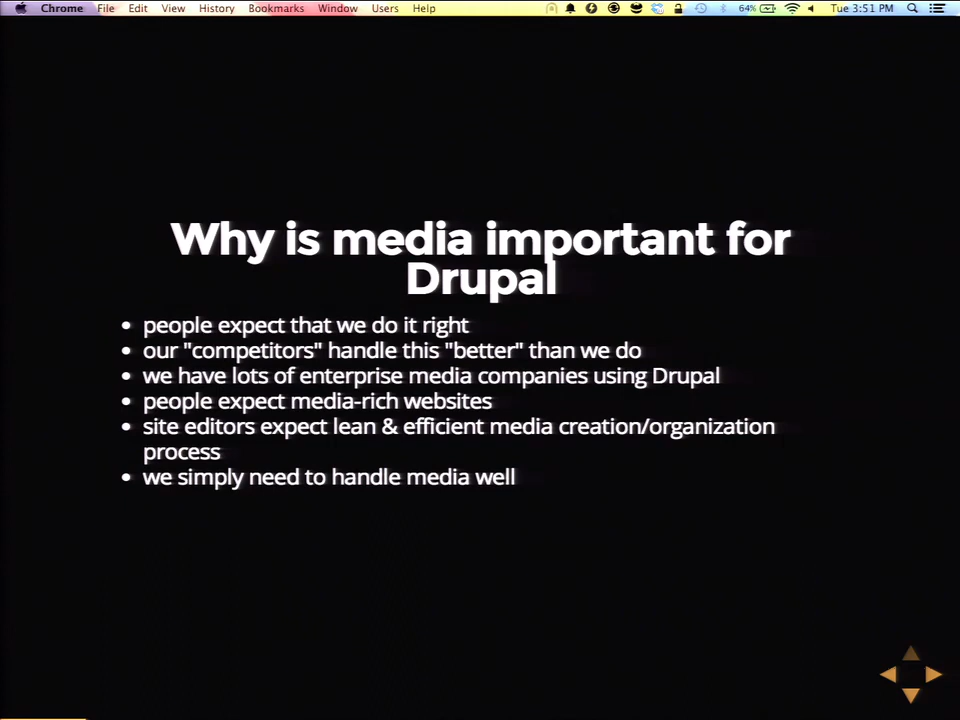 Chrome File Edit View History Bookmarks Window Users Help 64% Tue 3:51 PM
Why is media important for
Drupal
people expect that we do it right
our "competitors" handle this "better" than we do
we have lots of enterprise media companies using Drupal
people expect media-rich websites
site editors expect lean & efficient media creation/organization
process
we simply need to handle media well